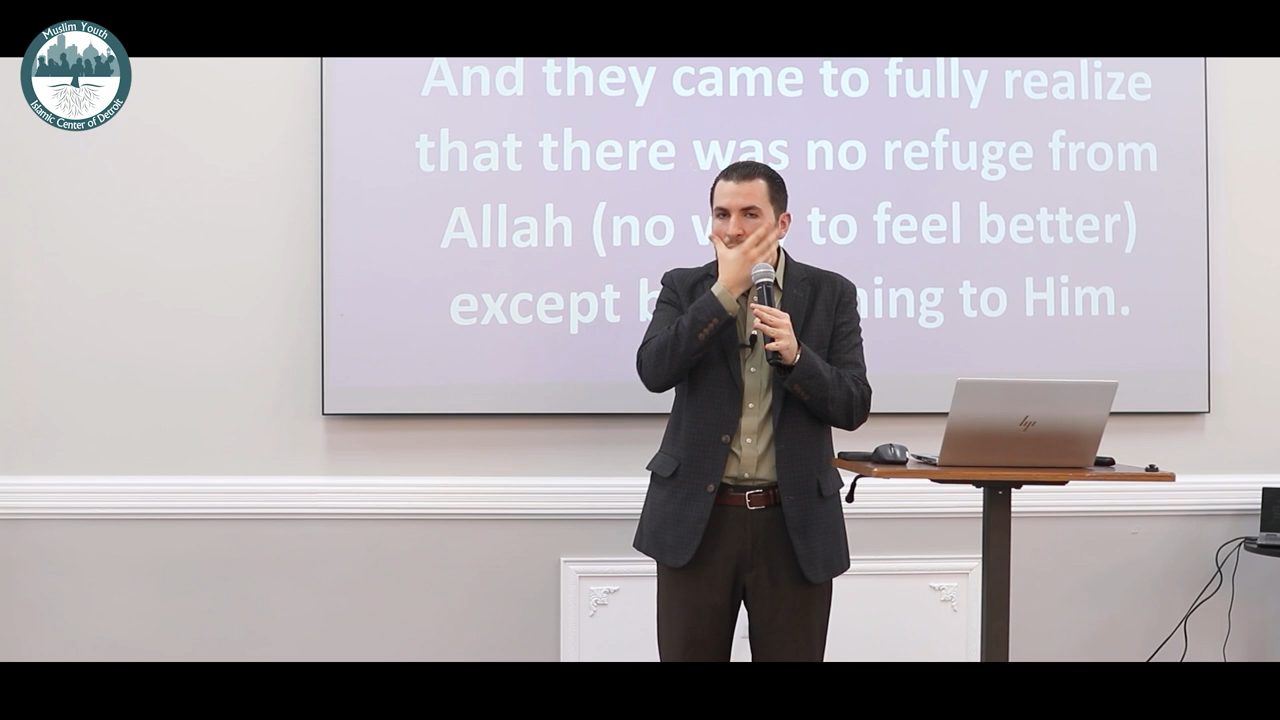 Muslim Youth
Islamic Center of Detroit
And they came to fully realize
that there was no refuge from
Allah (no to feel better)
except to Him.
hp